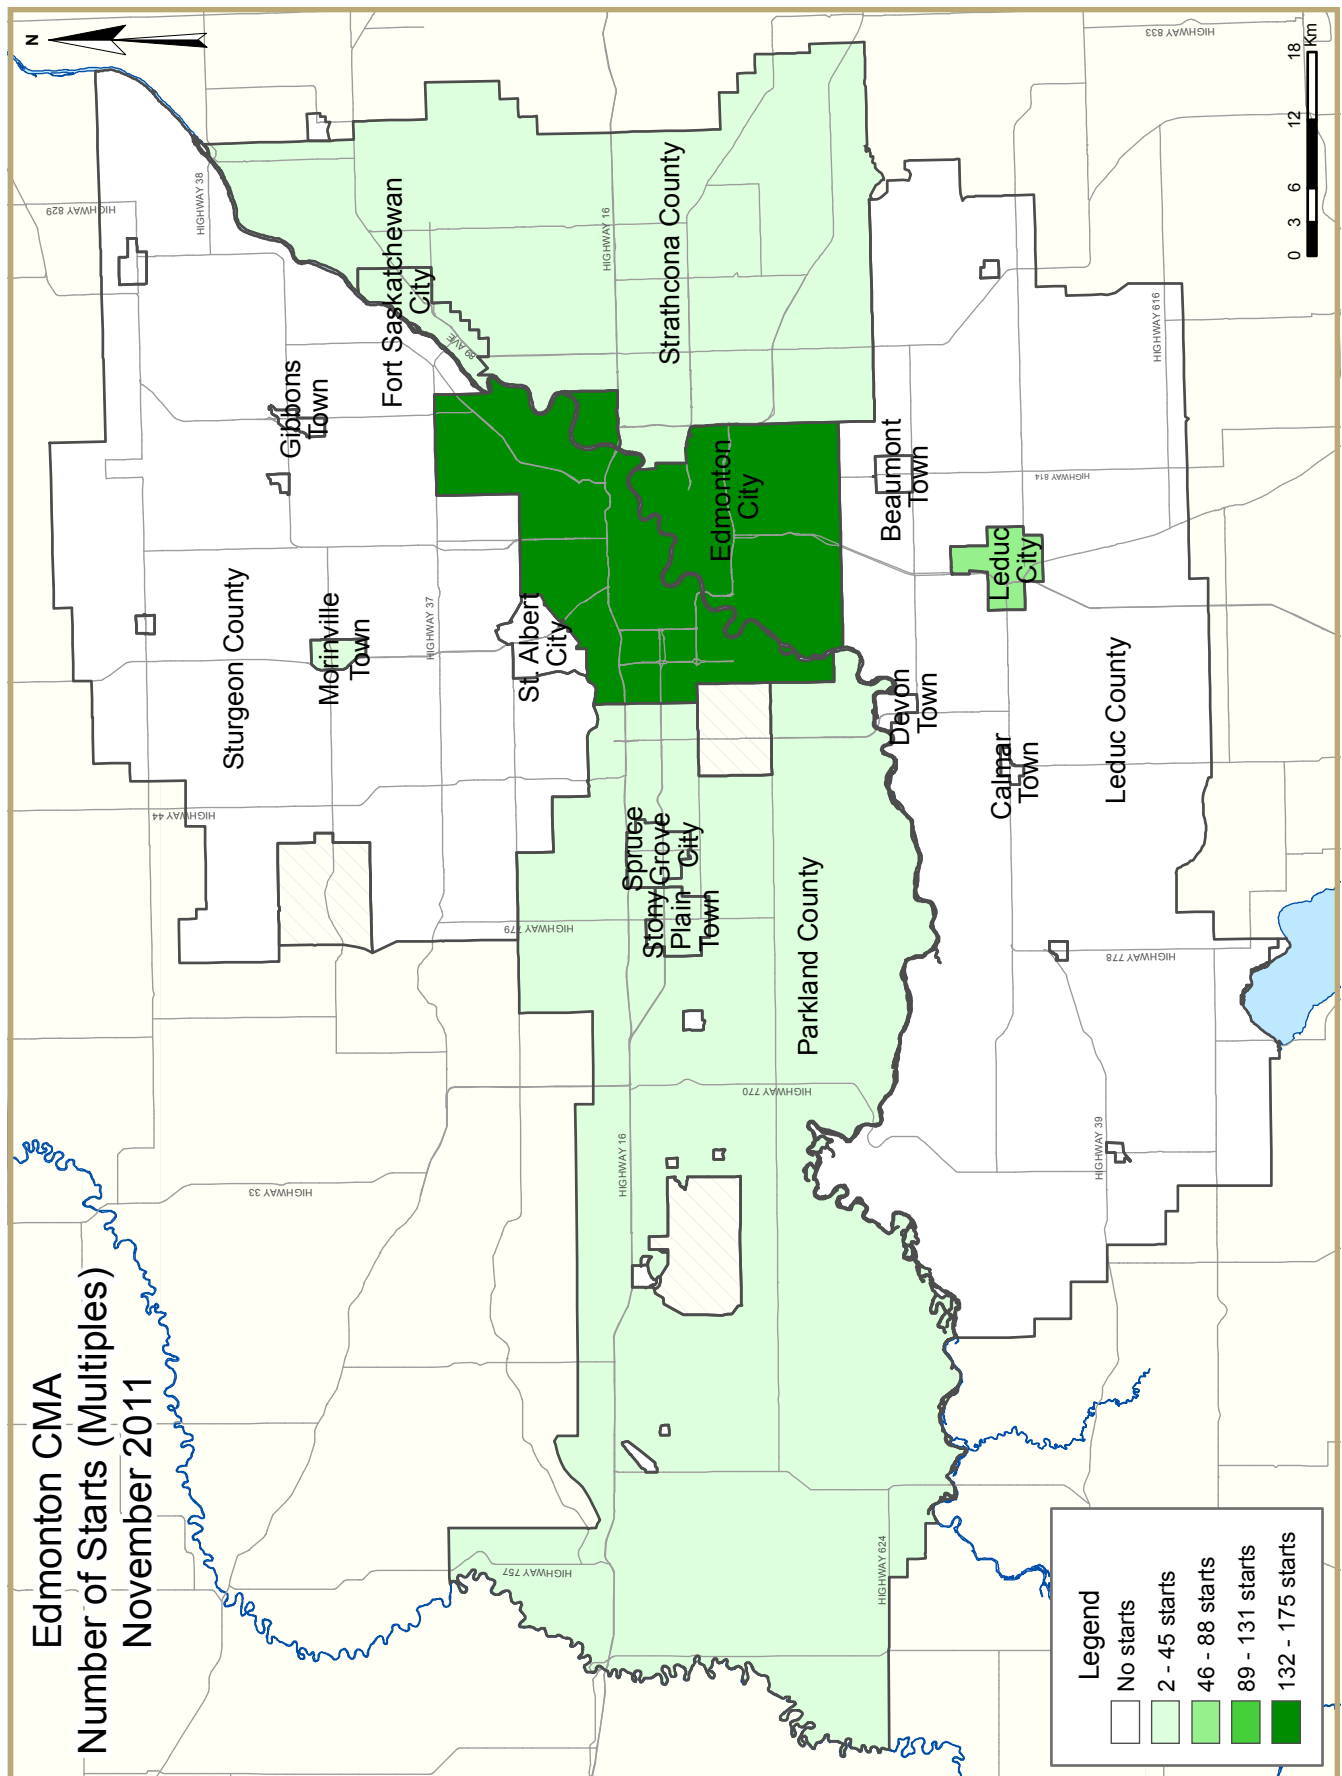 Edmonton CMA
Number of Starts (Multiples)
November 2011
N
HIGHWAY 833
HIGHWAY 829
HIGHWAY 38
Fort Saskatchewan
City
89 AVE
Gibbons
Town
Sturgeon County
Morinville
Town
HIGHWAY 37
St. Albert
City
HIGHWAY 44
HIGHWAY 779
HIGHWAY 33
HIGHWAY 757
HIGHWAY 16
Strathcona County
Edmonton
City
Spruce
Grove
City
Stony
Plain
Town
Parkland County
HIGHWAY 770
HIGHWAY 16
HIGHWAY 624
Beaumont
Town
HIGHWAY 814
HIGHWAY 616
Leduc
City
Devon
Town
Calmar
Town
Leduc County
HIGHWAY 778
HIGHWAY 39
Legend
No starts
2 - 45 starts
46 - 88 starts
89 - 131 starts
132 - 175 starts
0 3 6 12 18
Km